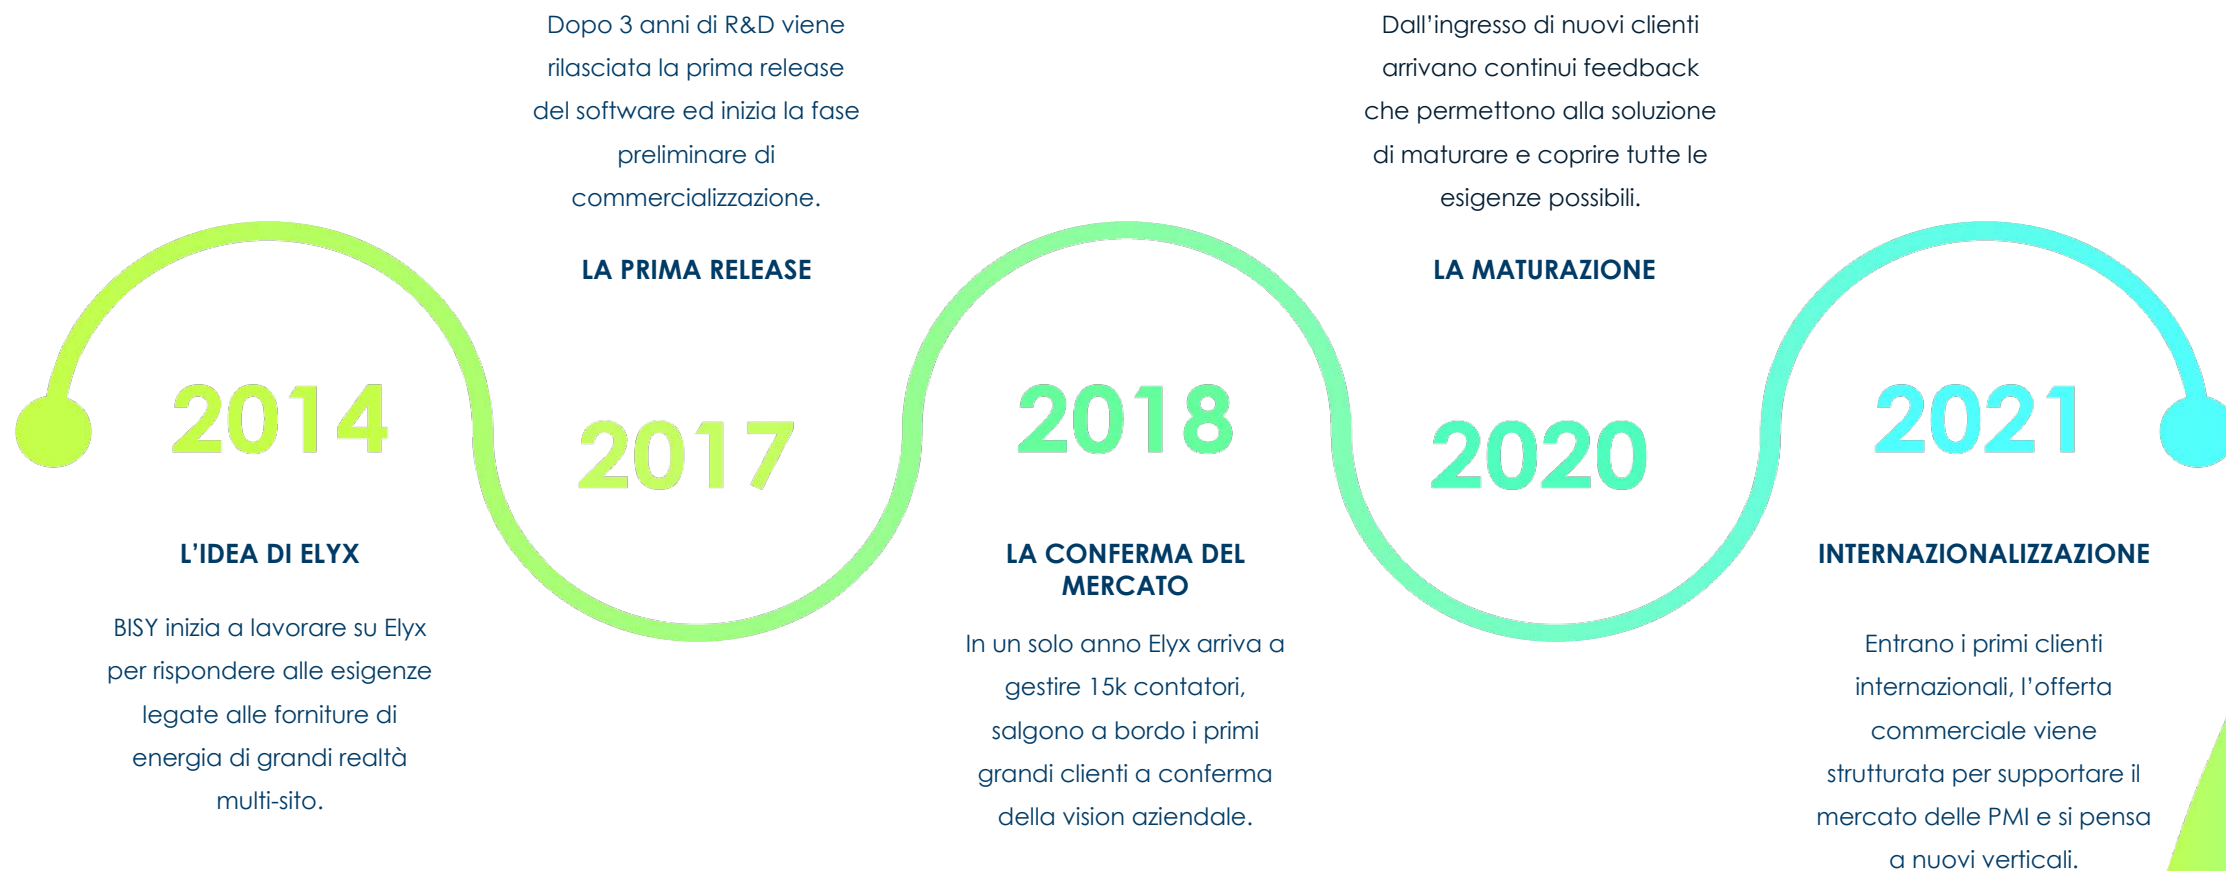 2014
L'IDEA DI ELYX
BISY inizia a lavorare su Elyx
per rispondere alle esigenze
legate alle forniture di
energia di grandi realtà
multi-sito.
Dopo 3 anni di R&D viene
rilasciata la prima release
del software ed inizia la fase
preliminare di
commercializzazione.
LA PRIMA RELEASE
2017
2018
LA CONFERMA DEL
MERCATO
In un solo anno Elyx arriva a
gestire 15k contatori,
salgono a bordo i primi
grandi clienti a conferma
della vision aziendale.
Dall'ingresso di nuovi clienti
arrivano continui feedback
che permettono alla soluzione
di maturare e coprire tutte le
esigenze possibili.
LA MATURAZIONE
2020
2021
INTERNAZIONALIZZAZIONE
Entrano i primi clienti
internazionali, l'offerta
commerciale viene
strutturata per supportare il
mercato delle PMI e si pensa
a nuovi verticali.